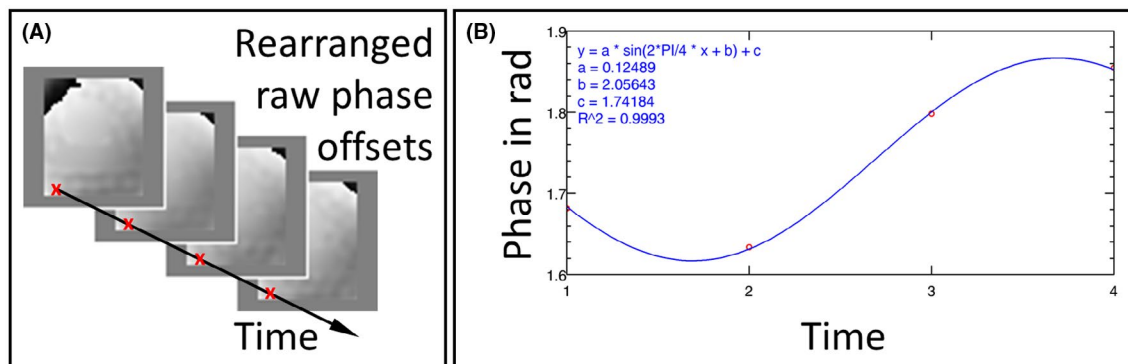 (A)
Rearranged
raw phase
offsets
x
x
x
x
Time
(B)
Phase in rad
1.9
1.8
1.7
1.6
y = a * sin(2*PI/4 * x + b) + c
a = 0.12489
b = 2.05643
c = 1.74184
R^2 = 0.9993
1 2 3 4
Time